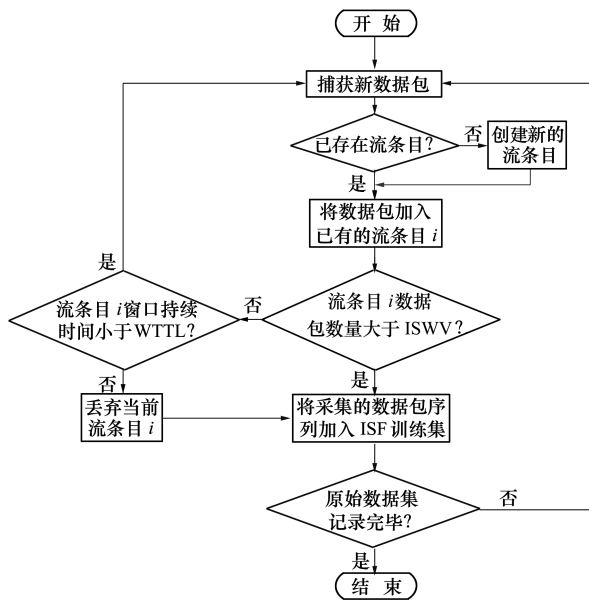 开 始
捕获新数据包
已存在流条目?
否
创建新的
流条目
是
将数据包加入
已有的流条目 i
是
流条目 i窗口持续
时间小于WTTL?
否
流条目 i数据
包数量大于 ISWV?
否
是
丢弃当前
流条目 i
将采集的数据包序
列加入 ISF 训练集
原始数据集
记录完毕?
否
是
结 束